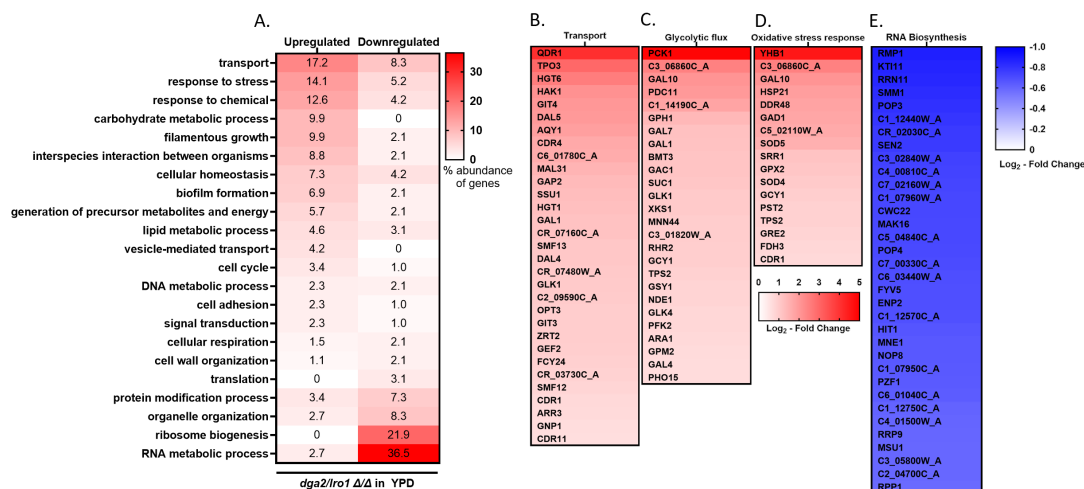 A.
Upregulated Downregulated
transport 17.2 8.3
response to stress 14.1 5.2
response to chemical 12.6 4.2
carbohydrate metabolic process 9.9 0
filamentous growth 9.9 2.1
interspecies interaction between organisms 8.8 2.1
cellular homeostasis 7.3 4.2
biofilm formation 6.9 2.1
generation of precursor metabolites and energy 5.7 2.1
lipid metabolic process 4.6 3.1
vesicle-mediated transport 4.2 0
cell cycle 3.4 1.0
DNA metabolic process 2.3 2.1
cell adhesion 2.3 1.0
signal transduction 2.3 1.0
cellular respiration 1.5 2.1
cell wall organization 1.1 2.1
translation 0 3.1
protein modification process 3.4 7.3
organelle organization 2.7 8.3
ribosome biogenesis 0 21.9
RNA metabolic process 2.7 36.5
dga2/lro1 Δ/Δ in YPD
30
20
10
0
% abundance
of genes
B.
Transport
QDR1
TPO3
HGT6
HAK1
GIT4
DAL5
AQY1
CDR4
C6_01780C_A
MAL31
GAP2
SSU1
HGT1
GAL1
CR_07160C_A
SMF13
DAL4
CR_07480W_A
GLK1
C2_09590C_A
OPT3
GIT3
ZRT2
GEF2
FCY24
CR_03730C_A
SMF12
CDR1
ARR3
GNP1
CDR11
C.
Glycolytic flux
PCK1
C3_06860C_A
GAL10
PDC11
C1_14190C_A
GPH1
GAL7
GAL1
BMT3
GAC1
SUC1
GLK1
XKS1
MNN44
C3_01820W_A
RHR2
GCY1
TPS2
GSY1
NDE1
GLK4
PFK2
ARA1
GPM2
GAL4
PHO15
D.
Oxidative stress response
YHB1
C3_06860C_A
GAL10
HSP21
DDR48
GAD1
C5_02110W_A
SOD5
SRR1
GPX2
SOD4
GCY1
PST2
TPS2
GRE2
FDH3
CDR1
0 1 2 3 4 5
Log2 - Fold Change
E.
RNA Biosynthesis
RMP1
KTI11
RRN11
SMM1
POP3
C1_12440W_A
CR_02030C_A
SEN2
C3_02840W_A
C4_00810C_A
C7_02160W_A
C1_07960W_A
CWC22
MAK16
C5_04840C_A
POP4
C7_00330C_A
C6_03440W_A
FYV5
ENP2
C1_12570C_A
HIT1
MNE1
NOP8
C1_07950C_A
PZF1
C6_01040C_A
C1_12750C_A
C4_01500W_A
RRP9
MSU1
C3_05800W_A
C2_04700C_A
RPP1
-1.0
-0.8
-0.6
-0.4
-0.2
0
Log2 - Fold Change